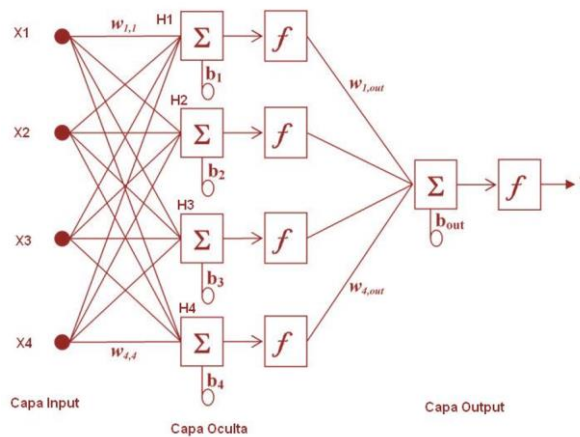 X1
w1,1
H1
Σ
f
b1
w1,out
X2
H2
Σ
f
b2
Σ
f
bout
X3
H3
Σ
f
b3
w4,out
X4
w4,4
H4
Σ
f
b4
Capa Input
Capa Oculta
Capa Output